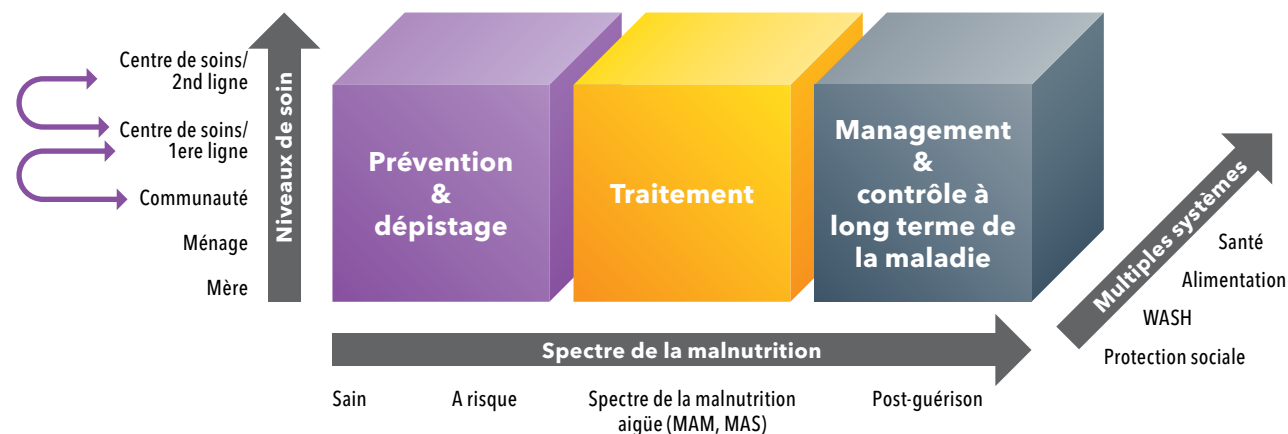 Centre de soins/
2nd ligne
Centre de soins/
1ere ligne
Communauté
Ménage
Mère
Niveaux de soin
Prévention
&
dépistage
Traitement
Management
&
contrôle à
long terme de
la maladie
Multiples systèmes
Santé
Alimentation
WASH
Protection sociale
Spectre de la malnutrition
Sain
A risque
Spectre de la malnutrition
aigüe (MAM, MAS)
Post-guérison